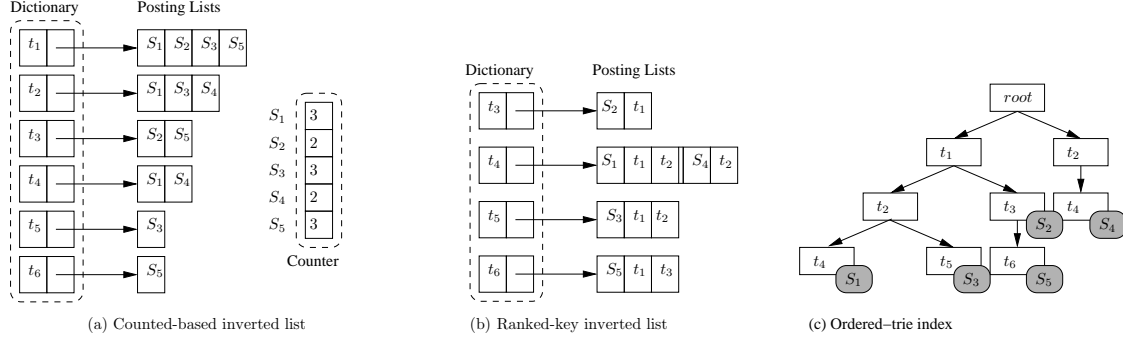 Dictionary Posting Lists
t1 S1 S2 S3 S5
t2 S1 S3 S4
t3 S2 S5
t4 S1 S4
t5 S3
t6 S5
S1 3
S2 2
S3 3
S4 2
S5 3
Counter
(a) Counted-based inverted list
Dictionary Posting Lists
t3 S2 t1
t4 S1 t1 t2 S4 t2
t5 S3 t1 t2
t6 S5 t1 t3
(b) Ranked-key inverted list
root
t1 t2
t2 t3 t4
S2 S4
t4 t5 t6
S1 S3 S5
(c) Ordered−trie index